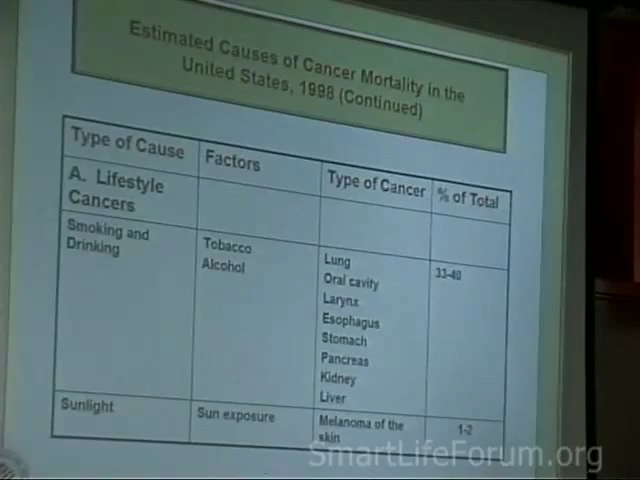 Estimated Causes of Cancer Mortality in the
United States, 1998 (Continued)
Type of Cause Factors Type of Cancer % of Total
A. Lifestyle
Cancers
Smoking and
Drinking
Tobacco
Alcohol
Lung
Oral cavity
Larynx
Esophagus
Stomach
Pancreas
Kidney
Liver
33-40
Sunlight
Sun exposure
Melanoma of the
skin
1-2
SmartLifeForum.org